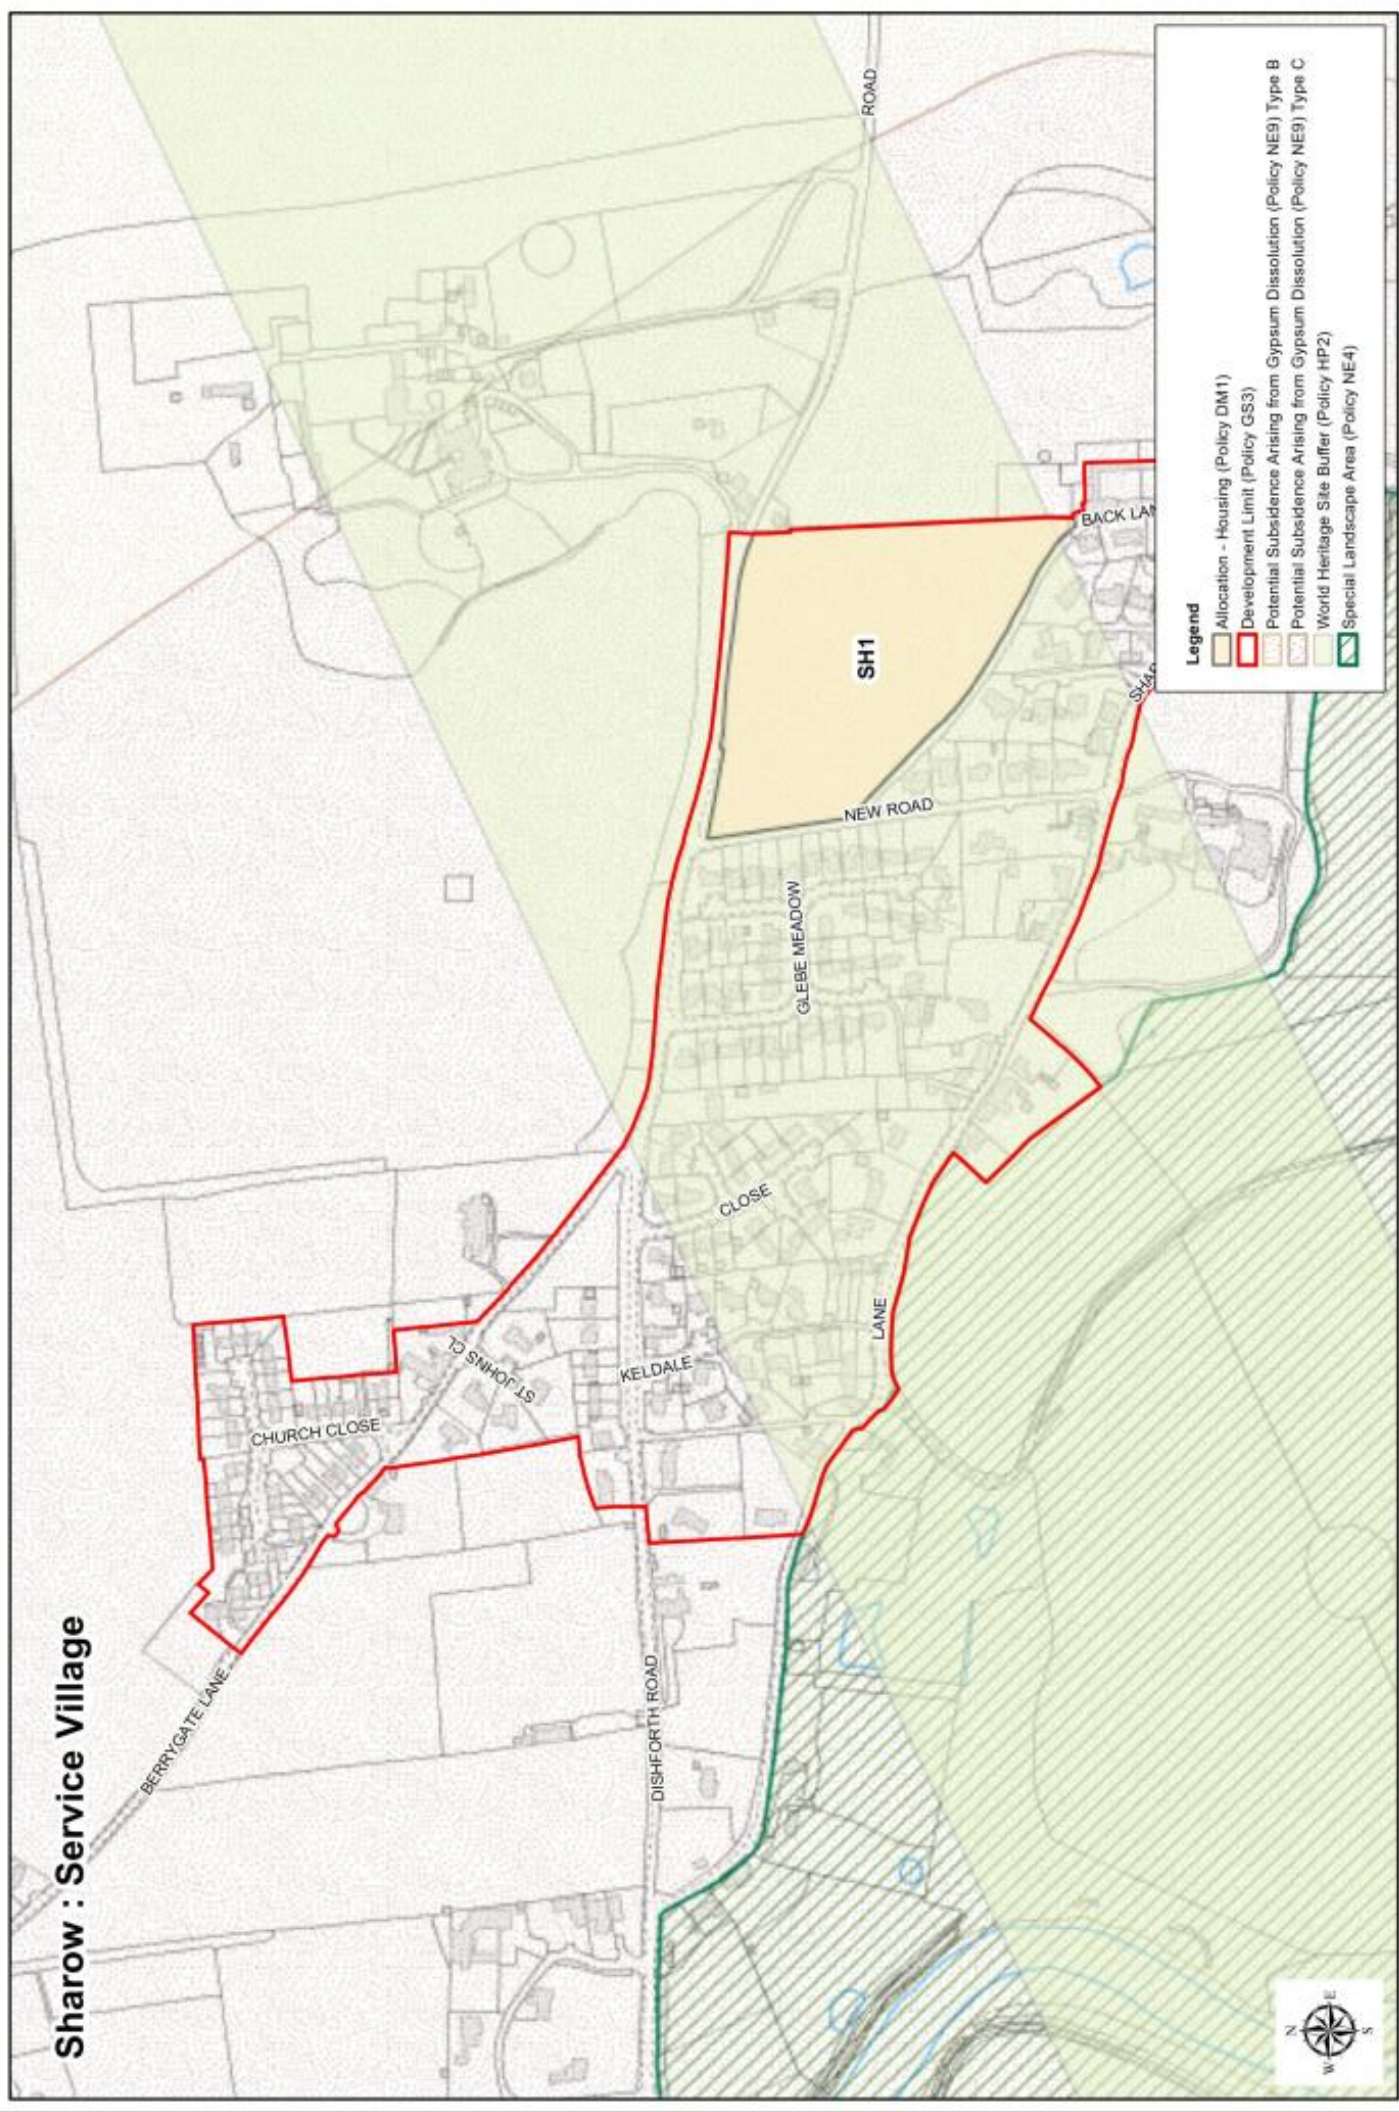 Sharow : Service Village
BERRYGATE LANE
CHURCH CLOSE
ST JOHNS CL
KELDALE
DISHFORTH ROAD
CLOSE
LANE
GLEBE MEADOW
NEW ROAD
SH1
ROAD
BACK LAN
SHAR
Legend
Allocation - Housing (Policy DM1)
Development Limit (Policy GS3)
Potential Subsidence Arising from Gypsum Dissolution (Policy NE9) Type B
Potential Subsidence Arising from Gypsum Dissolution (Policy NE9) Type C
World Heritage Site Buffer (Policy HP2)
Special Landscape Area (Policy NE4)
N
W E
S